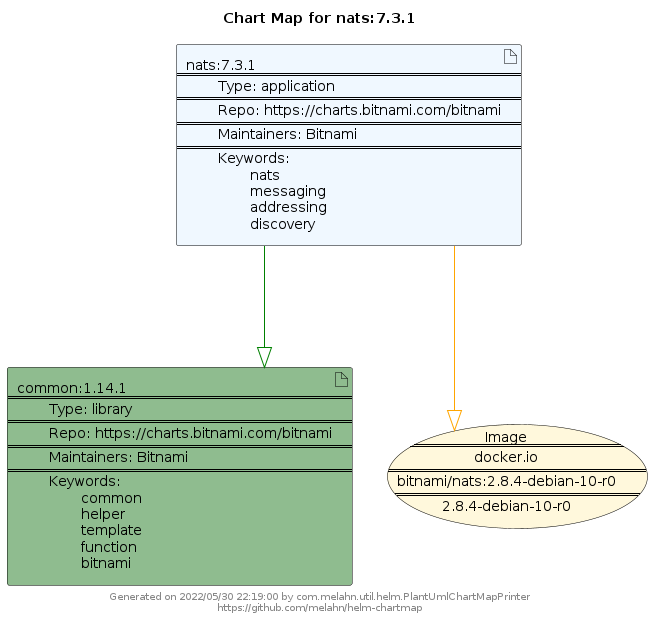 Chart Map for nats:7.3.1
nats:7.3.1
Type: application
Repo: https://charts.bitnami.com/bitnami
Maintainers: Bitnami
Keywords:
nats
messaging
addressing
discovery
common:1.14.1
Type: library
Repo: https://charts.bitnami.com/bitnami
Maintainers: Bitnami
Keywords:
common
helper
template
function
bitnami
Image
docker.io
bitnami/nats:2.8.4-debian-10-r0
2.8.4-debian-10-r0
Generated on 2022/05/30 22:19:00 by com.melahn.util.helm.PlantUmlChartMapPrinter
https://github.com/melahn/helm-chartmap